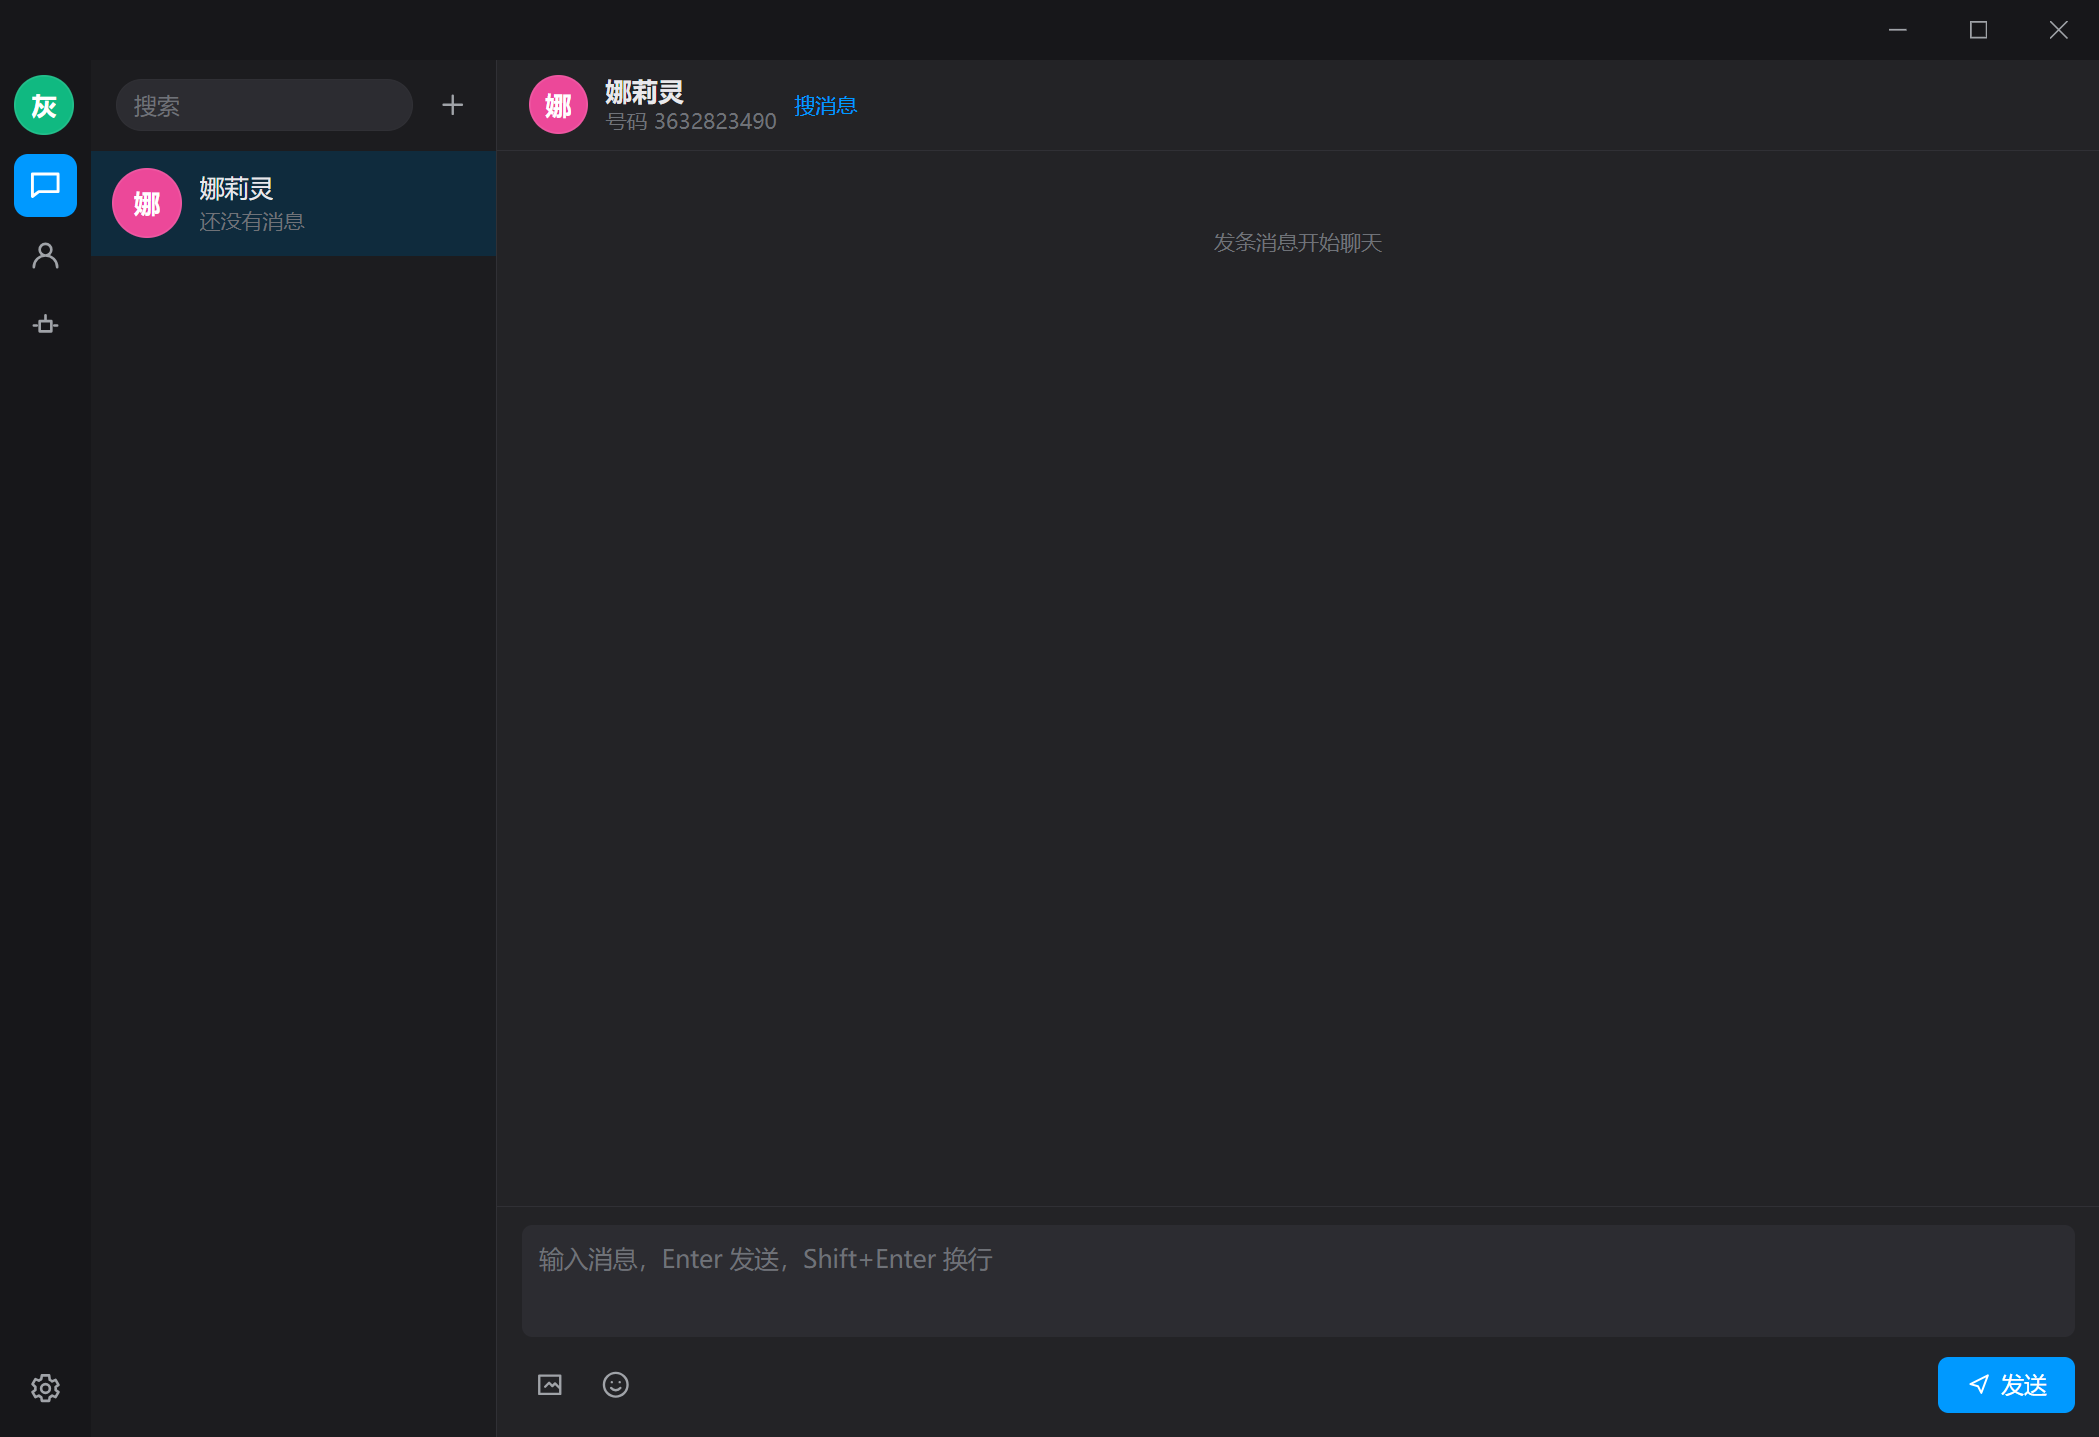 灰
搜索
娜
娜莉灵
还没有消息
娜
娜莉灵
号码 3632823490
搜消息
发条消息开始聊天
输入消息，Enter 发送，Shift+Enter 换行
发送